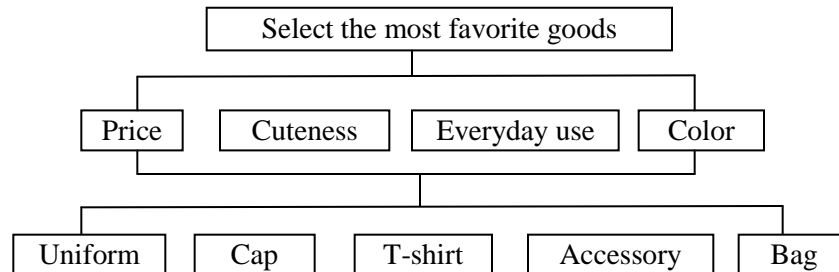 Select the most favorite goods
Price Cuteness Everyday use Color
Uniform Cap T-shirt Accessory Bag